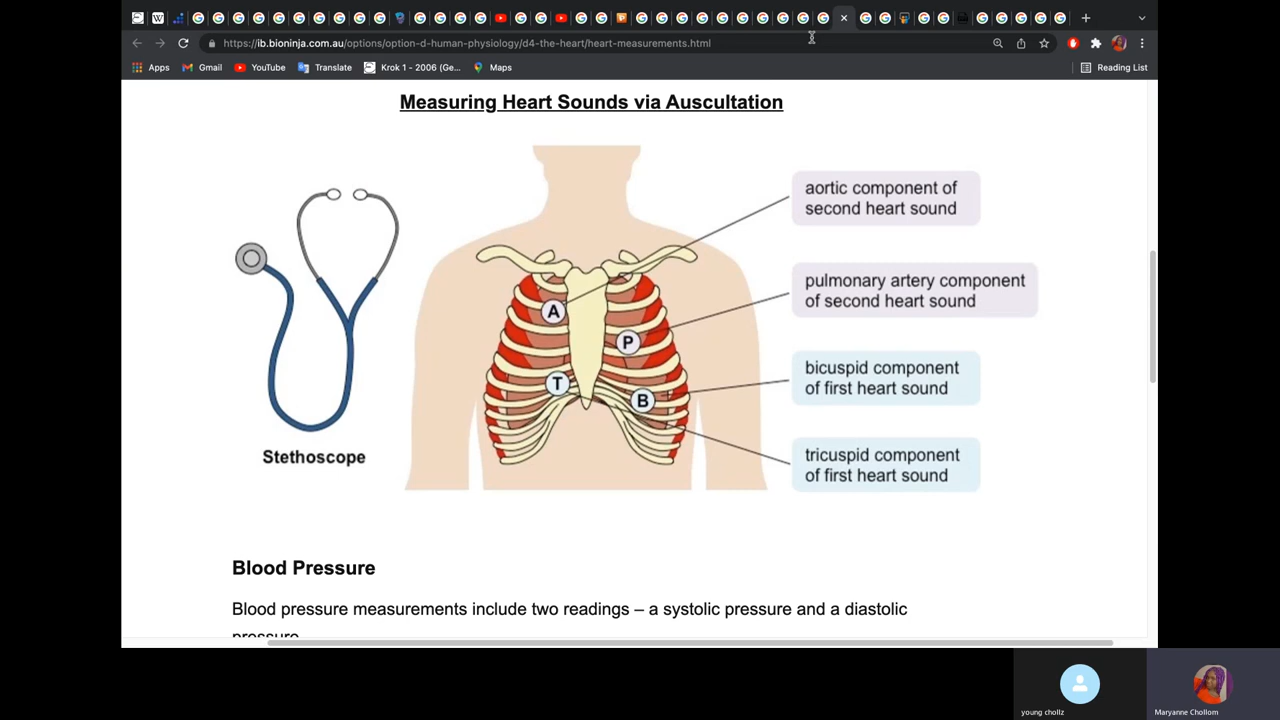 https://ib.bioninja.com.au/options/option-d-human-physiology/d4-the-heart/heart-measurements.html
Apps Gmail YouTube Translate Krok 1 - 2006 (Ge... Maps Reading List
Measuring Heart Sounds via Auscultation
aortic component of
second heart sound
pulmonary artery component
of second heart sound
bicuspid component
of first heart sound
tricuspid component
of first heart sound
A
P
T
B
Stethoscope
Blood Pressure
Blood pressure measurements include two readings – a systolic pressure and a diastolic
pressure
young chollz
Maryanne Chollom